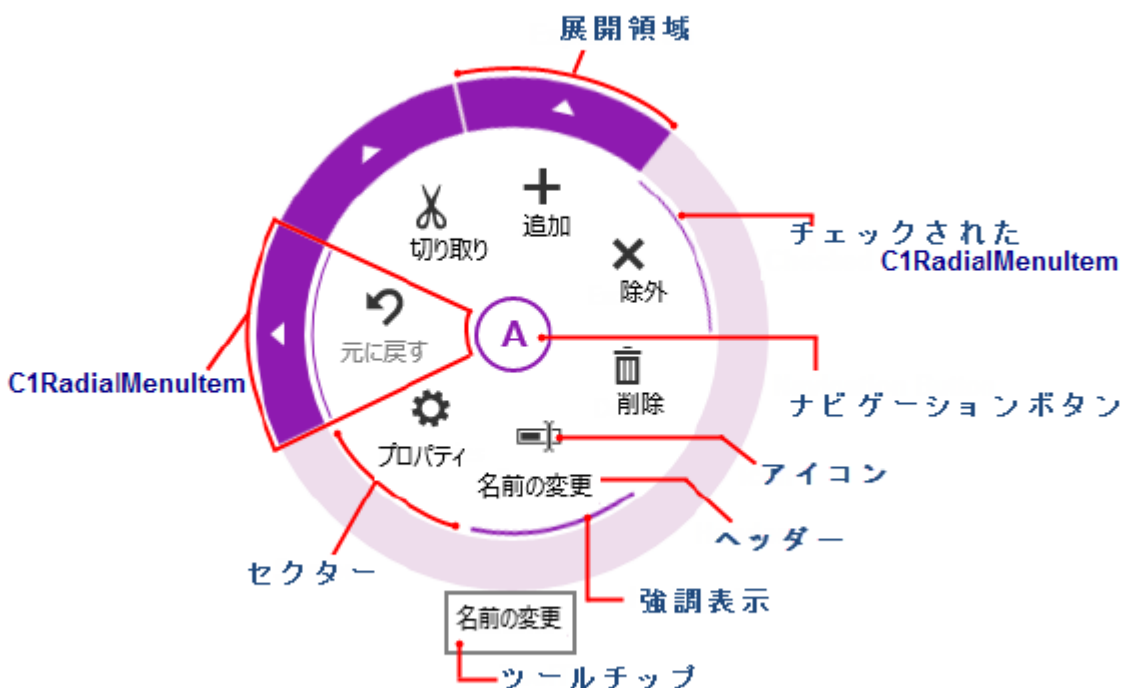 展開領域
追加
切り取り
チェックされた
C1RadialMenuItem
除外
A
元に戻す
C1RadialMenuItem
削除
ナビゲーションボタン
プロパティ
アイコン
名前の変更
ヘッダー
セクター
強調表示
名前の変更
ツールチップ